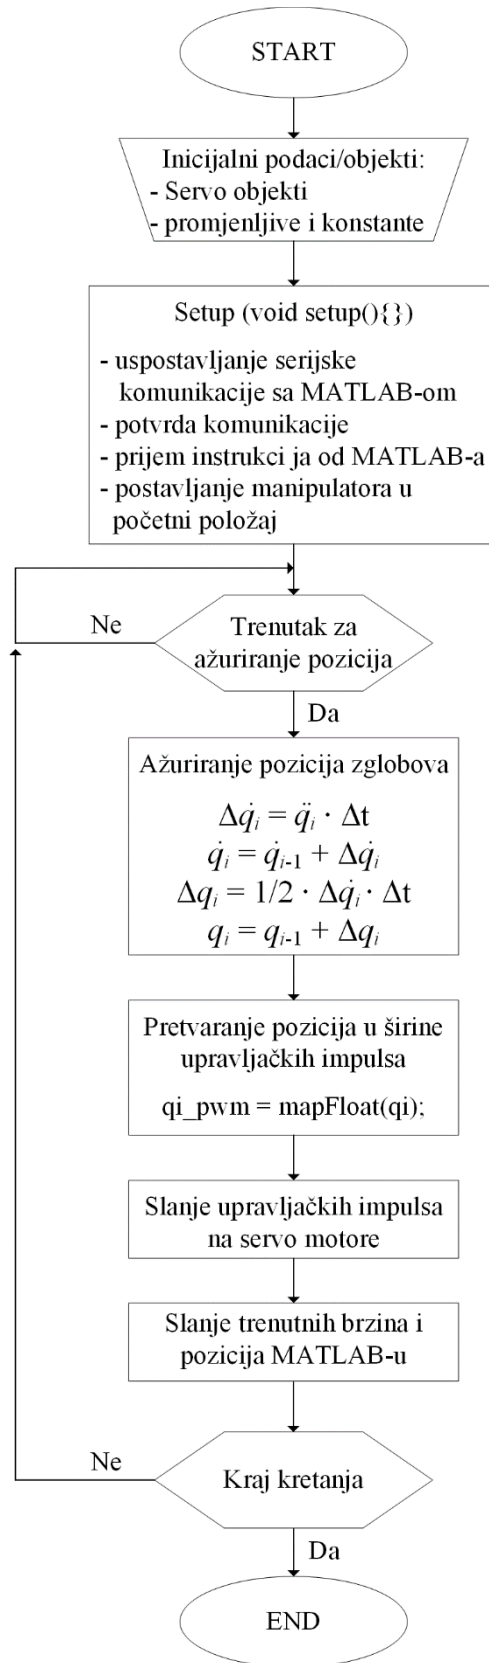 START
Inicijalni podaci/objekti:
- Servo objekti
- promjenljive i konstante
Setup (void setup(){})
- uspostavljanje serijske
komunikacije sa MATLAB-om
- potvrda komunikacije
- prijem instrukci ja od MATLAB-a
- postavljanje manipulatora u
početni položaj
Ne
Trenutak za
ažuriranje pozicija
Da
Ažuriranje pozicija zglobova
Δq̇ᵢ = q̈ᵢ · Δt
q̇ᵢ = q̇ᵢ₋₁ + Δq̇ᵢ
Δqᵢ = 1/2 · Δq̇ᵢ · Δt
qᵢ = qᵢ₋₁ + Δqᵢ
Pretvaranje pozicija u širine
upravljačkih impulsa
qi_pwm = mapFloat(qi);
Slanje upravljačkih impulsa
na servo motore
Slanje trenutnih brzina i
pozicija MATLAB-u
Ne
Kraj kretanja
Da
END